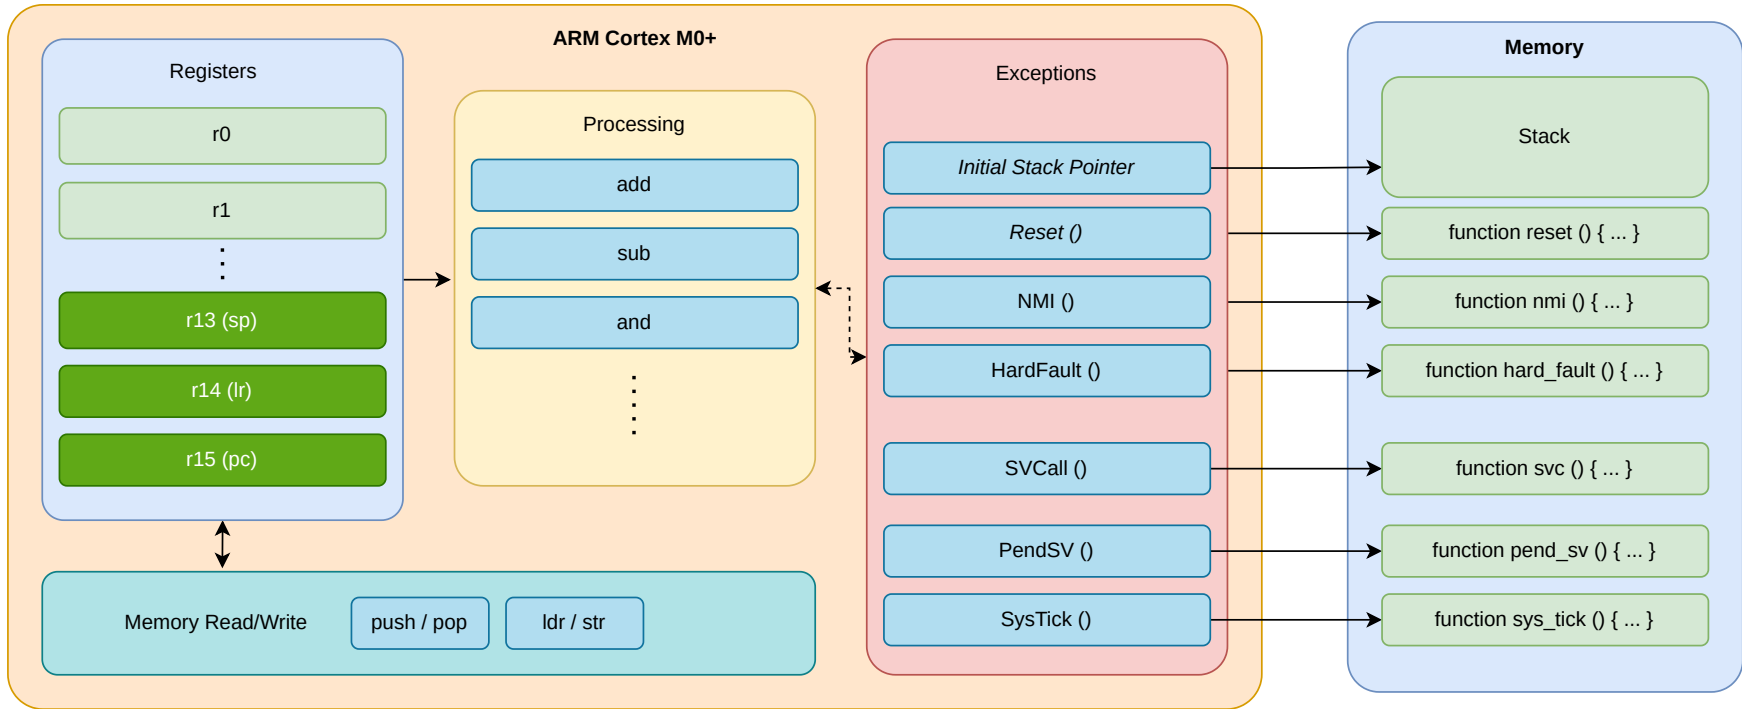 ARM Cortex M0+
Registers
r0
r1
r13 (sp)
r14 (lr)
r15 (pc)
Processing
add
sub
and
Memory Read/Write
push / pop
ldr / str
Exceptions
Initial Stack Pointer
Reset ()
NMI ()
HardFault ()
SVCall ()
PendSV ()
SysTick ()
Memory
Stack
function reset () { ... }
function nmi () { ... }
function hard_fault () { ... }
function svc () { ... }
function pend_sv () { ... }
function sys_tick () { ... }